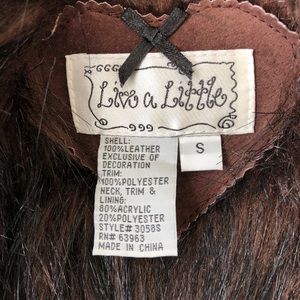 Live a Little
S
SHELL:
100%LEATHER
EXCLUSIVE OF
DECORATION
TRIM:
100%POLYESTER
NECK, TRIM &
LINING:
80%ACRYLIC
20%POLYESTER
STYLE# 3058S
RN# 63963
MADE IN CHINA